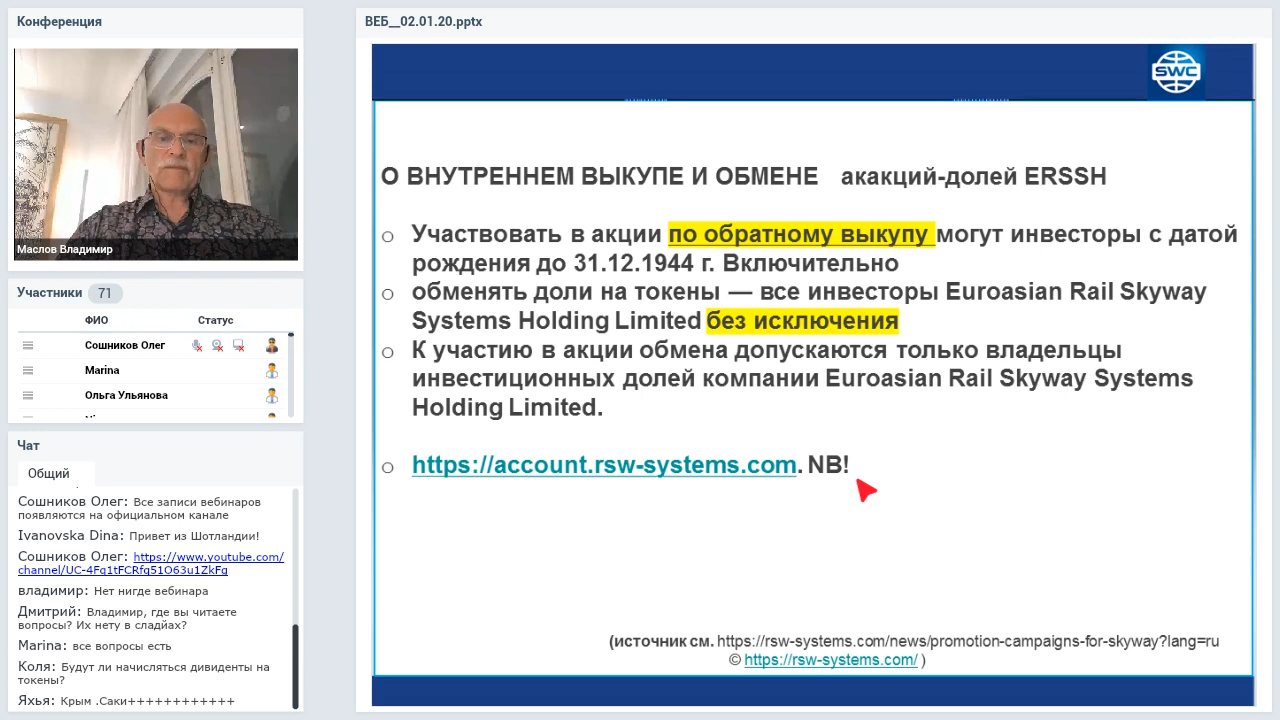 Конференция
Маслов Владимир
Участники 71
ФИО Статус
Сошников Олег
Marina
Ольга Ульянова
Чат
Общий
Сошников Олег: Все записи вебинаров
появляются на официальном канале
Ivanovska Dina: Привет из Шотландии!
Сошников Олег: https://www.youtube.com/
channel/UC-4Fq1tFCRfq51O63u1ZkFg
владимир: Нет нигде вебинара
Дмитрий: Владимир, где вы читаете
вопросы? Их нету в сладйах?
Marina: все вопросы есть
Коля: Будут ли начисляться дивиденты на
токены?
Яхья: Крым .Саки++++++++++++
ВЕБ__02.01.20.pptx
SWC
О ВНУТРЕННЕМ ВЫКУПЕ И ОБМЕНЕ акакций-долей ERSSH
Участвовать в акции по обратному выкупу могут инвесторы с датой
рождения до 31.12.1944 г. Включительно
обменять доли на токены — все инвесторы Euroasian Rail Skyway
Systems Holding Limited без исключения
К участию в акции обмена допускаются только владельцы
инвестиционных долей компании Euroasian Rail Skyway Systems
Holding Limited.
https://account.rsw-systems.com. NB!
(источник см. https://rsw-systems.com/news/promotion-campaigns-for-skyway?lang=ru
© https://rsw-systems.com/ )